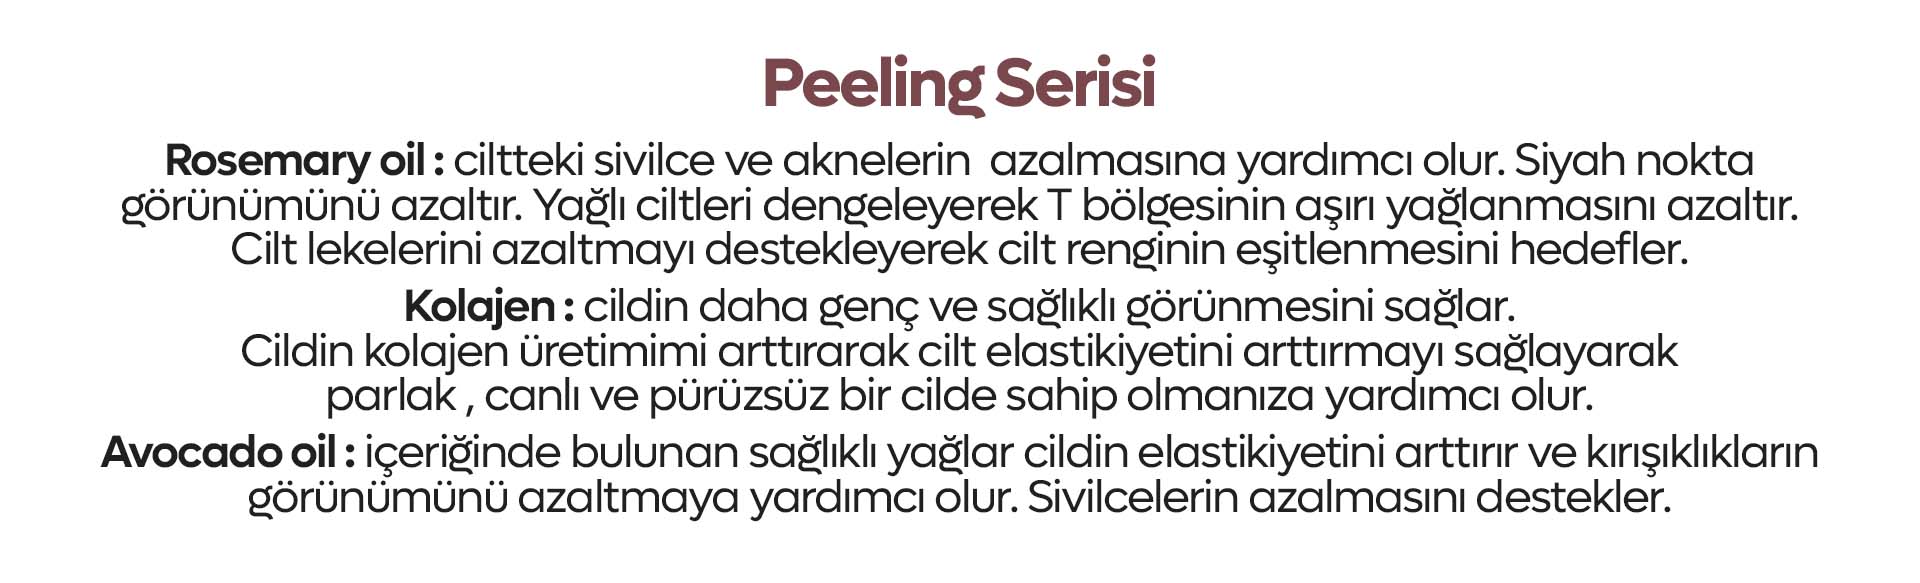 Peeling Serisi
Rosemary oil : ciltteki sivilce ve aknelerin  azalmasına yardımcı olur. Siyah nokta
görünümünü azaltır. Yağlı ciltleri dengeleyerek T bölgesinin aşırı yağlanmasını azaltır.
Cilt lekelerini azaltmayı destekleyerek cilt renginin eşitlenmesini hedefler.
Kolajen : cildin daha genç ve sağlıklı görünmesini sağlar.
Cildin kolajen üretimimi arttırarak cilt elastikiyetini arttırmayı sağlayarak
parlak , canlı ve pürüzsüz bir cilde sahip olmanıza yardımcı olur.
Avocado oil : içeriğinde bulunan sağlıklı yağlar cildin elastikiyetini arttırır ve kırışıklıkların
görünümünü azaltmaya yardımcı olur. Sivilcelerin azalmasını destekler.